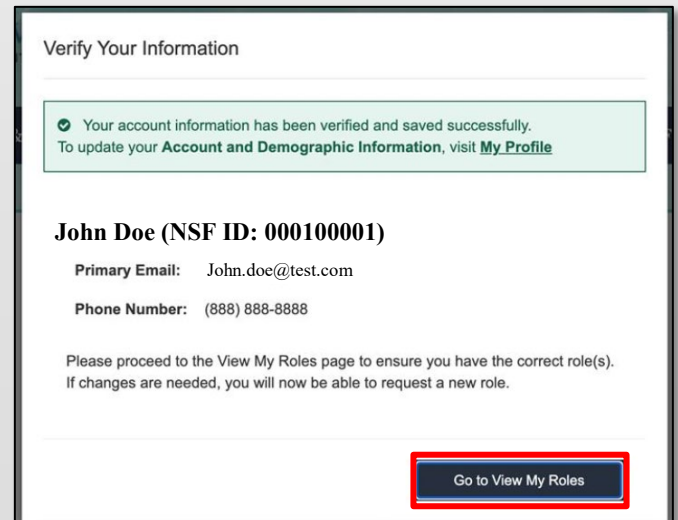 Verify Your Information
Your account information has been verified and saved successfully.
To update your Account and Demographic Information, visit My Profile
John Doe (NSF ID: 000100001)
Primary Email: John.doe@test.com
Phone Number: (888) 888-8888
Please proceed to the View My Roles page to ensure you have the correct role(s).
If changes are needed, you will now be able to request a new role.
Go to View My Roles